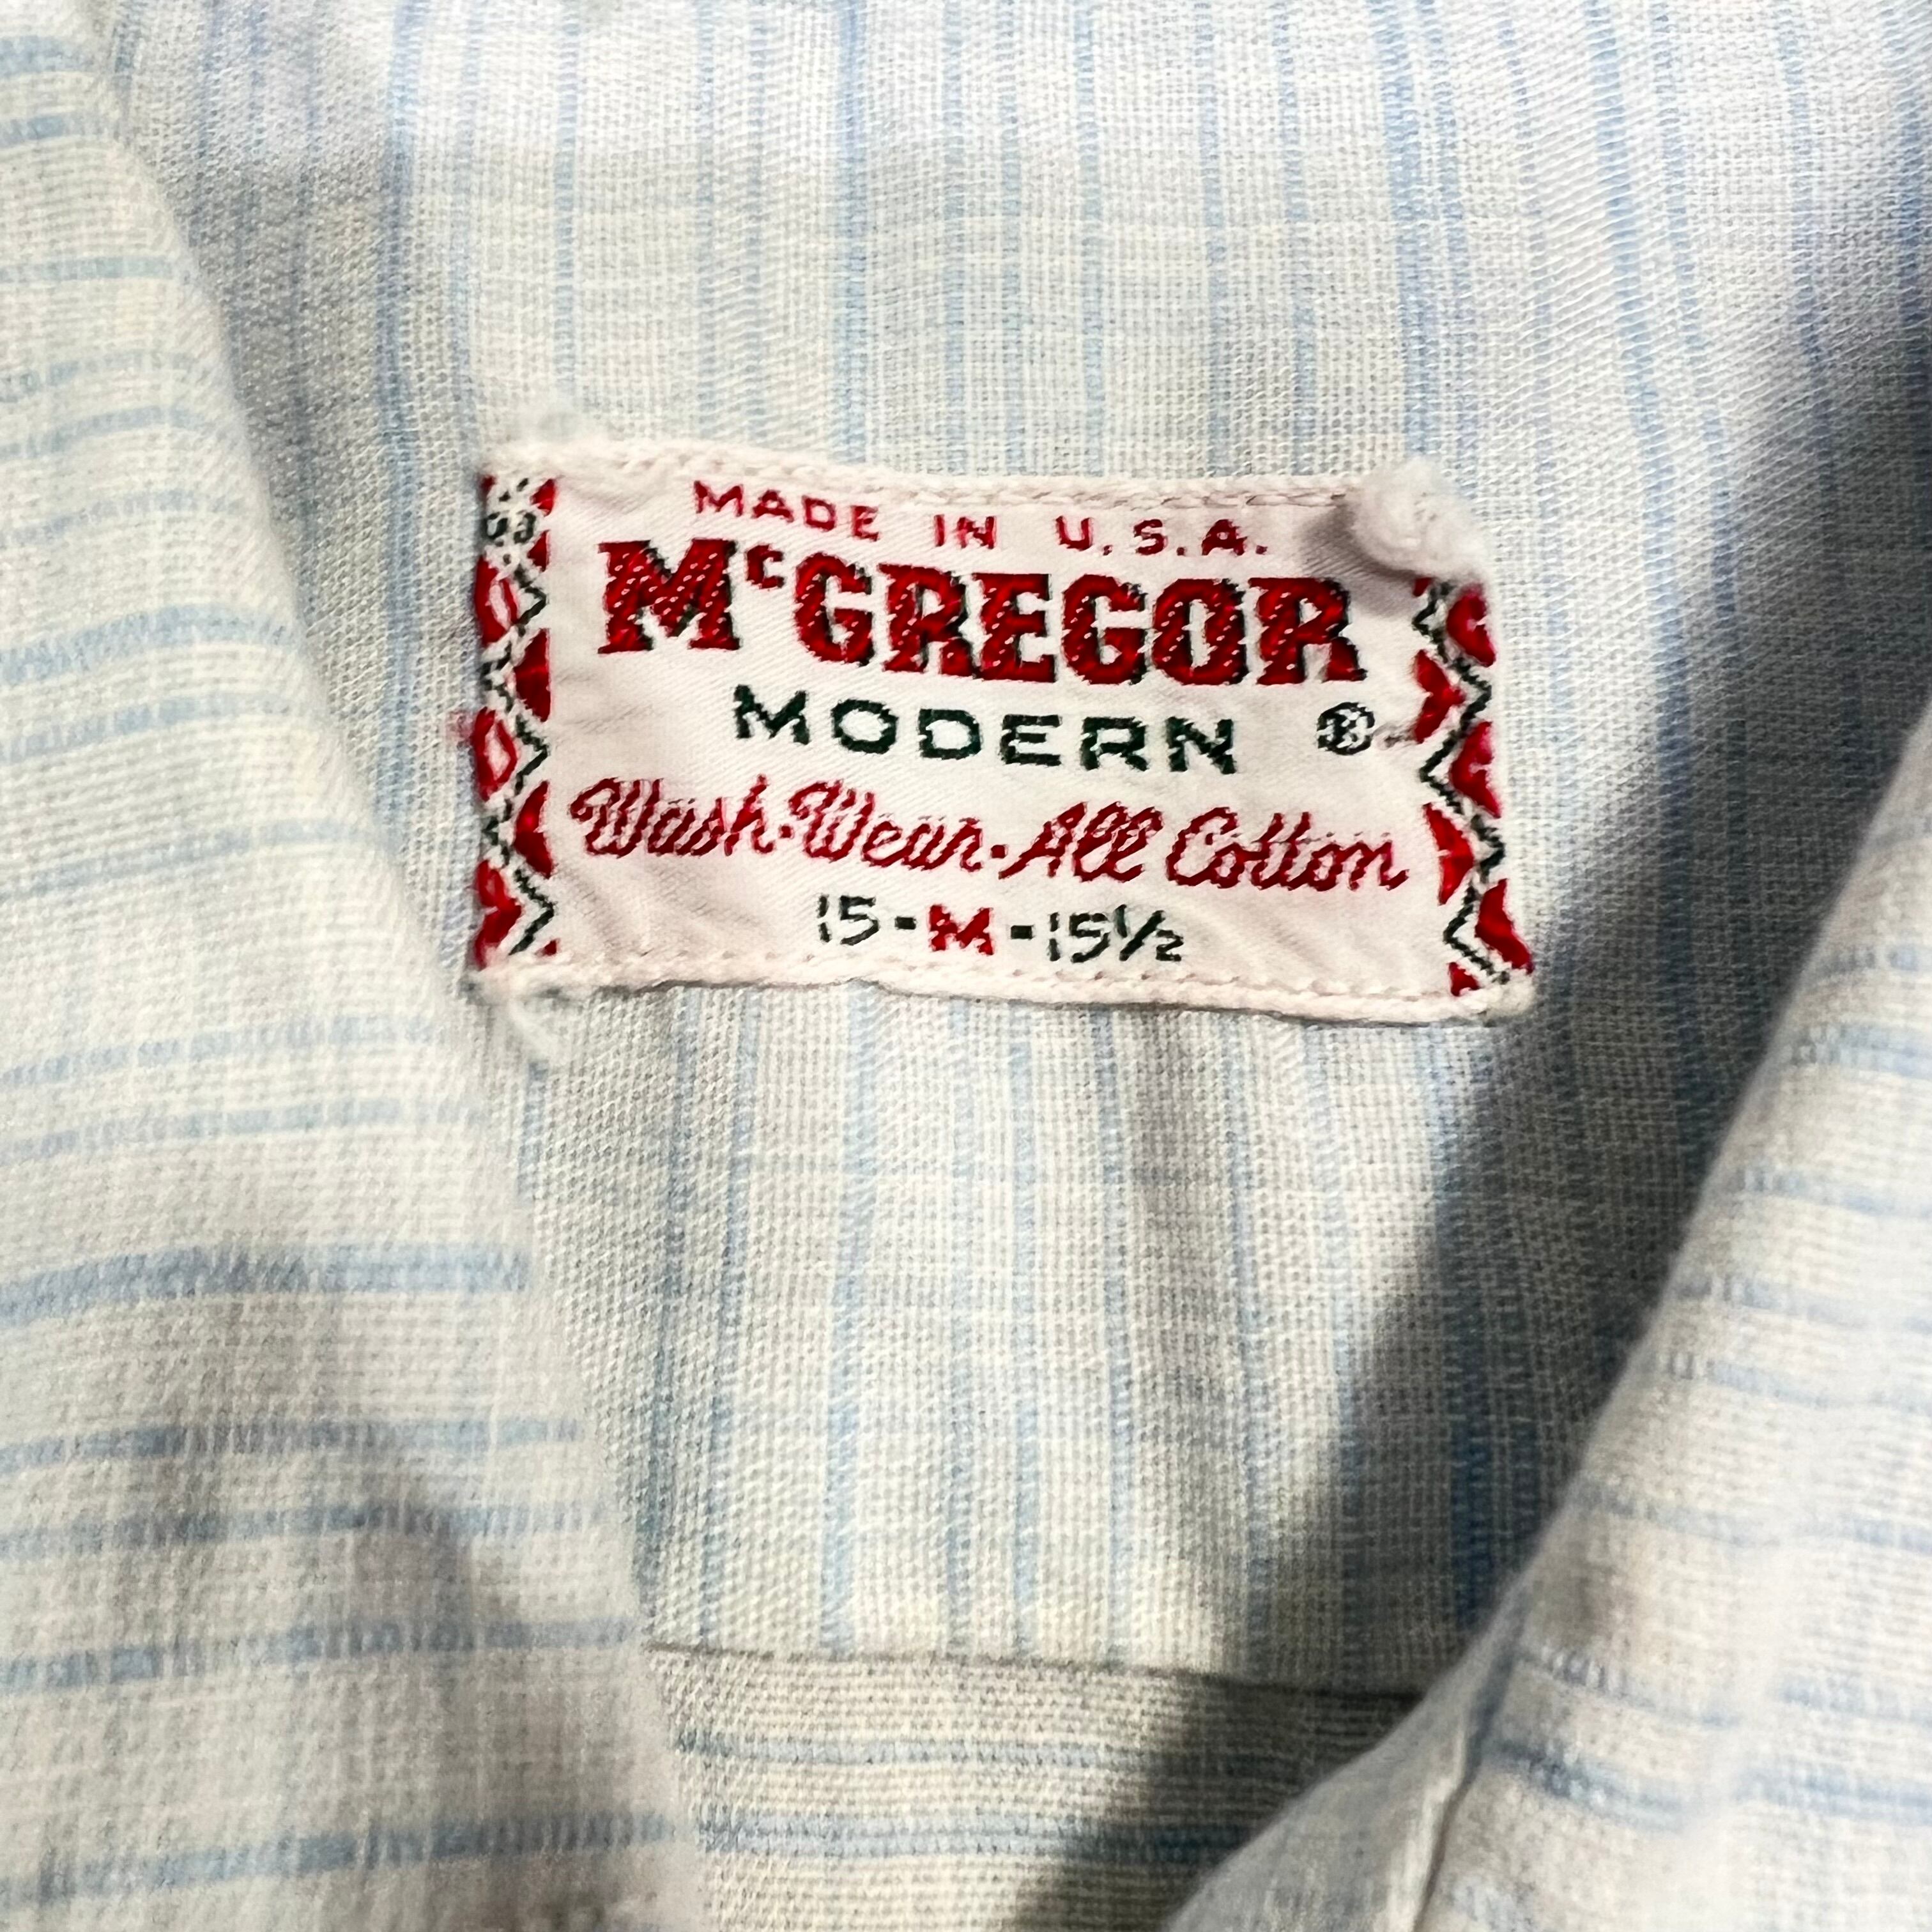 MADE IN U.S.A.
McGREGOR
MODERN ®
Wash·Wear·All Cotton
15-M-15½